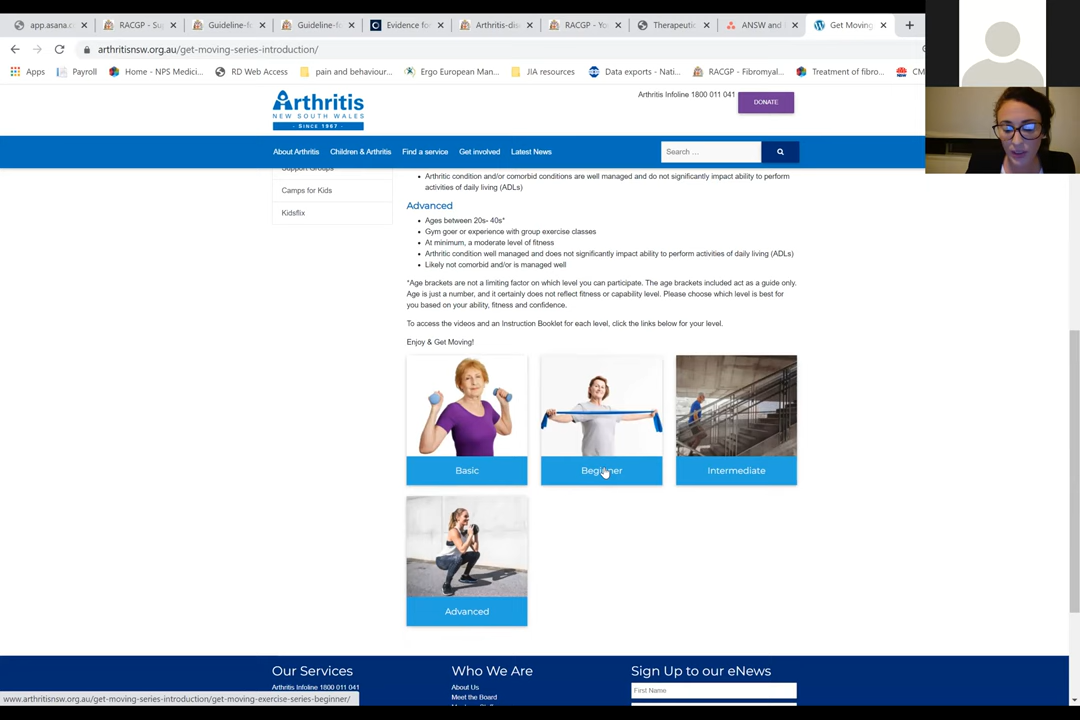 app.asana.c
RACGP - Su
Guideline-f
Guideline-f
Evidence fo
Arthritis-dis
RACGP - Yo
Therapeutic
ANSW and
Get Moving
arthritisnsw.org.au/get-moving-series-introduction/
Apps
Payroll
Home - NPS Medici...
RD Web Access
pain and behaviour...
Ergo European Man...
JIA resources
Data exports - Nati...
RACGP - Fibromyal...
Treatment of fibro...
CM
Arthritis
NEW SOUTH WALES
- SINCE 1967 -
Arthritis Infoline 1800 011 041
DONATE
About Arthritis
Children & Arthritis
Find a service
Get involved
Latest News
Search ...
Support Groups
Camps for Kids
Kidsflix
• Arthritic condition and/or comorbid conditions are well managed and do not significantly impact ability to perform
activities of daily living (ADLs)
Advanced
• Ages between 20s- 40s*
• Gym goer or experience with group exercise classes
• At minimum, a moderate level of fitness
• Arthritic condition well managed and does not significantly impact ability to perform activities of daily living (ADLs)
• Likely not comorbid and/or is managed well
*Age brackets are not a limiting factor on which level you can participate. The age brackets included act as a guide only.
Age is just a number, and it certainly does not reflect fitness or capability level. Please choose which level is best for
you based on your ability, fitness and confidence.
To access the videos and an Instruction Booklet for each level, click the links below for your level.
Enjoy & Get Moving!
Basic
Beginner
Intermediate
Advanced
Our Services
Arthritis Infoline 1800 011 041
Who We Are
About Us
Meet the Board
Sign Up to our eNews
First Name
www.arthritisnsw.org.au/get-moving-series-introduction/get-moving-exercise-series-beginner/